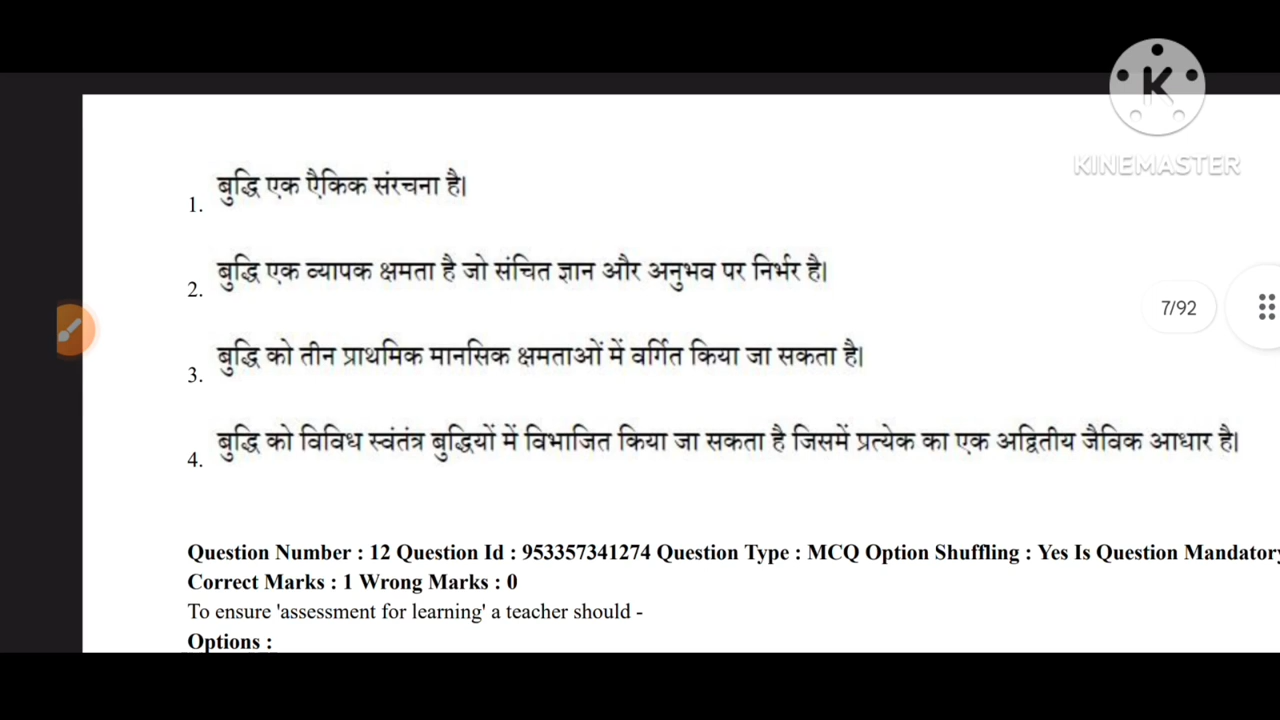 KINEMASTER
1. बुद्धि एक ऐकिक संरचना है।
2. बुद्धि एक व्यापक क्षमता है जो संचित ज्ञान और अनुभव पर निर्भर है।
7/92
3. बुद्धि को तीन प्राथमिक मानसिक क्षमताओं में वर्गित किया जा सकता है।
4. बुद्धि को विविध स्वंतंत्र बुद्धियों में विभाजित किया जा सकता है जिसमें प्रत्येक का एक अद्वितीय जैविक आधार है।
Question Number : 12 Question Id : 953357341274 Question Type : MCQ Option Shuffling : Yes Is Question Mandatory
Correct Marks : 1 Wrong Marks : 0
To ensure 'assessment for learning' a teacher should -
Options :